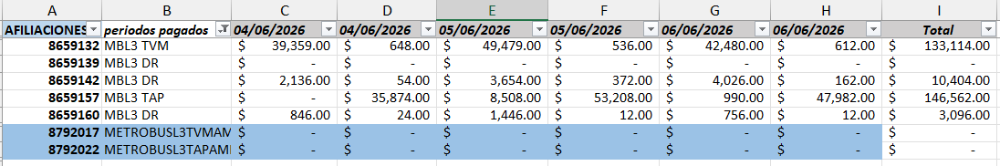 A B C D E F G H I
AFILIACIONES periodos pagados 04/06/2026 04/06/2026 05/06/2026 05/06/2026 06/06/2026 06/06/2026 Total
8659132 MBL3 TVM $ 39,359.00 $ 648.00 $ 49,479.00 $ 536.00 $ 42,480.00 $ 612.00 $ 133,114.00
8659139 MBL3 DR $ - $ - $ - $ - $ - $ - $ -
8659142 MBL3 DR $ 2,136.00 $ 54.00 $ 3,654.00 $ 372.00 $ 4,026.00 $ 162.00 $ 10,404.00
8659157 MBL3 TAP $ - $ 35,874.00 $ 8,508.00 $ 53,208.00 $ 990.00 $ 47,982.00 $ 146,562.00
8659160 MBL3 DR $ 846.00 $ 24.00 $ 1,446.00 $ 12.00 $ 756.00 $ 12.00 $ 3,096.00
8792017 METROBUSL3TVMAM $ - $ - $ - $ - $ - $ - $ -
8792022 METROBUSL3TAPAMI $ - $ - $ - $ - $ - $ - $ -